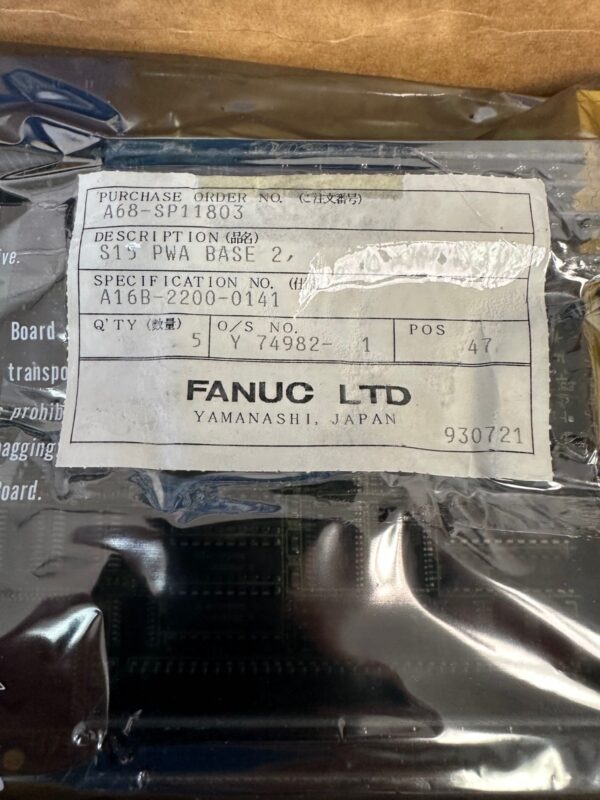 PURCHASE ORDER NO. (ご注文番号)
A68-SP11803
DESCRIPTION (品名)
S15 PWA BASE 2,
SPECIFICATION NO. (仕
A16B-2200-0141
Q'TY (数量) 5
O/S NO. Y 74982- 1
POS 47
FANUC LTD
YAMANASHI, JAPAN
930721
ive.
Board
transpo
prohib
agging
Board.